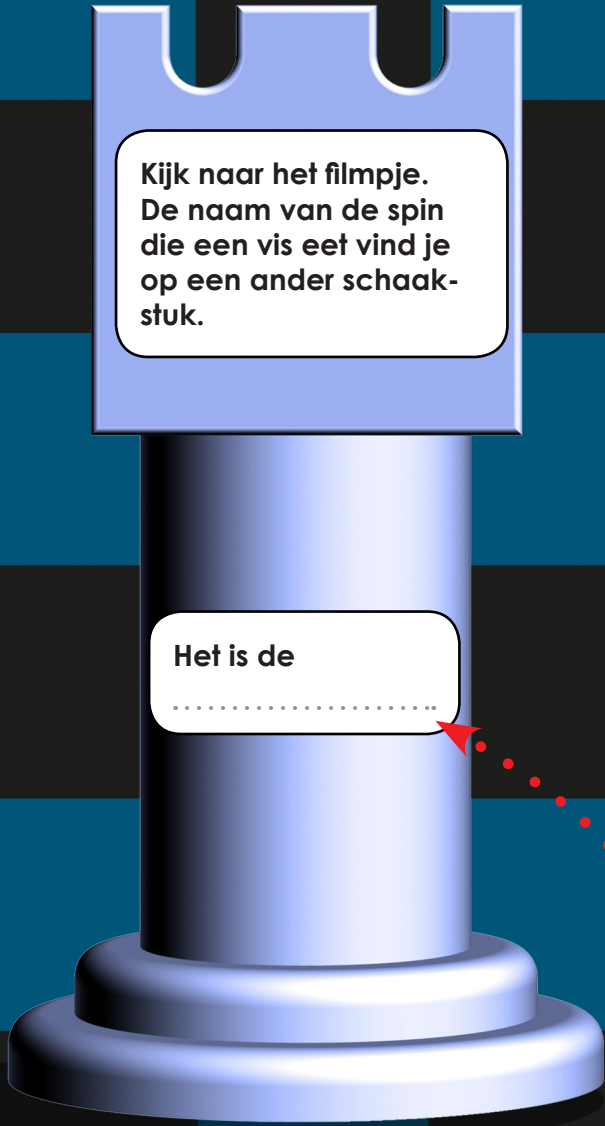 Kijk naar het filmpje.
De naam van de spin
die een vis eet vind je
op een ander schaak-
stuk.
Het is de
.......................